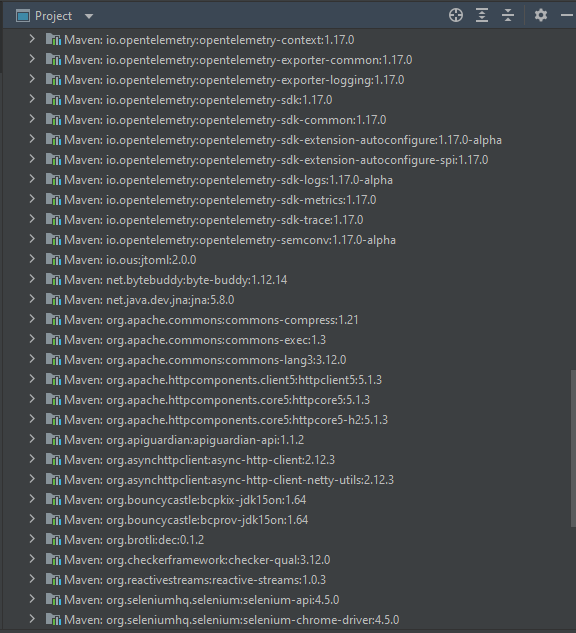 Project
Maven: io.opentelemetry:opentelemetry-context:1.17.0
Maven: io.opentelemetry:opentelemetry-exporter-common:1.17.0
Maven: io.opentelemetry:opentelemetry-exporter-logging:1.17.0
Maven: io.opentelemetry:opentelemetry-sdk:1.17.0
Maven: io.opentelemetry:opentelemetry-sdk-common:1.17.0
Maven: io.opentelemetry:opentelemetry-sdk-extension-autoconfigure:1.17.0-alpha
Maven: io.opentelemetry:opentelemetry-sdk-extension-autoconfigure-spi:1.17.0
Maven: io.opentelemetry:opentelemetry-sdk-logs:1.17.0-alpha
Maven: io.opentelemetry:opentelemetry-sdk-metrics:1.17.0
Maven: io.opentelemetry:opentelemetry-sdk-trace:1.17.0
Maven: io.opentelemetry:opentelemetry-semconv:1.17.0-alpha
Maven: io.ous:jtoml:2.0.0
Maven: net.bytebuddy:byte-buddy:1.12.14
Maven: net.java.dev.jna:jna:5.8.0
Maven: org.apache.commons:commons-compress:1.21
Maven: org.apache.commons:commons-exec:1.3
Maven: org.apache.commons:commons-lang3:3.12.0
Maven: org.apache.httpcomponents.client5:httpclient5:5.1.3
Maven: org.apache.httpcomponents.core5:httpcore5:5.1.3
Maven: org.apache.httpcomponents.core5:httpcore5-h2:5.1.3
Maven: org.apiguardian:apiguardian-api:1.1.2
Maven: org.asynchttpclient:async-http-client:2.12.3
Maven: org.asynchttpclient:async-http-client-netty-utils:2.12.3
Maven: org.bouncycastle:bcpkix-jdk15on:1.64
Maven: org.bouncycastle:bcprov-jdk15on:1.64
Maven: org.brotli:dec:0.1.2
Maven: org.checkerframework:checker-qual:3.12.0
Maven: org.reactivestreams:reactive-streams:1.0.3
Maven: org.seleniumhq.selenium:selenium-api:4.5.0
Maven: org.seleniumhq.selenium:selenium-chrome-driver:4.5.0